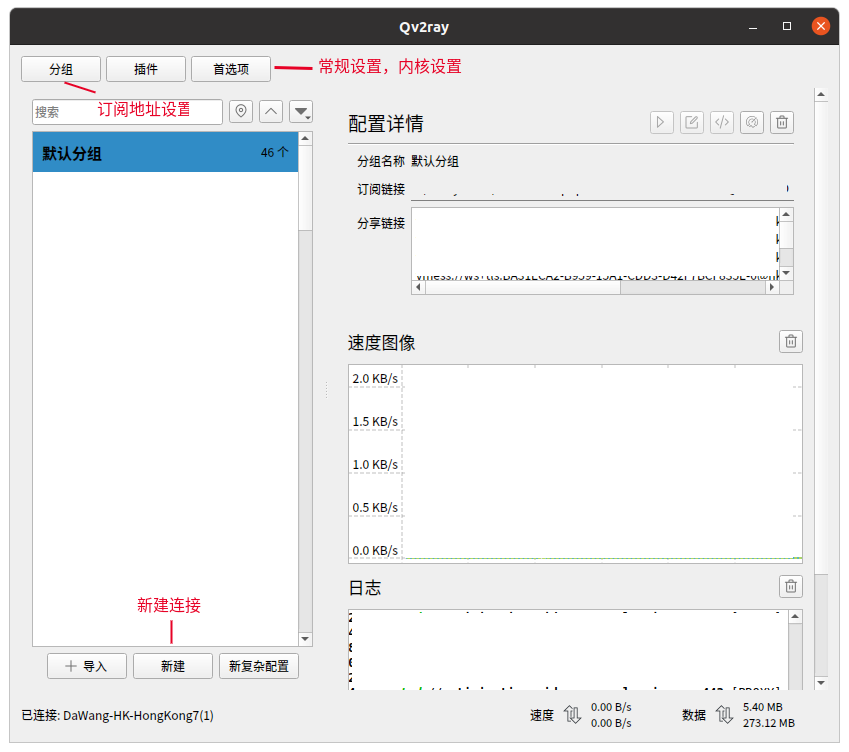 Qv2ray
分组 插件 首选项 常规设置，内核设置
搜索 订阅地址设置
默认分组 46 个
配置详情
分组名称 默认分组
订阅链接
分享链接
速度图像
2.0 KB/s
1.5 KB/s
1.0 KB/s
0.5 KB/s
0.0 KB/s
日志
新建连接
导入 新建 新复杂配置
已连接: DaWang-HK-HongKong7(1)
速度 0.00 B/s
0.00 B/s
数据 5.40 MB
273.12 MB